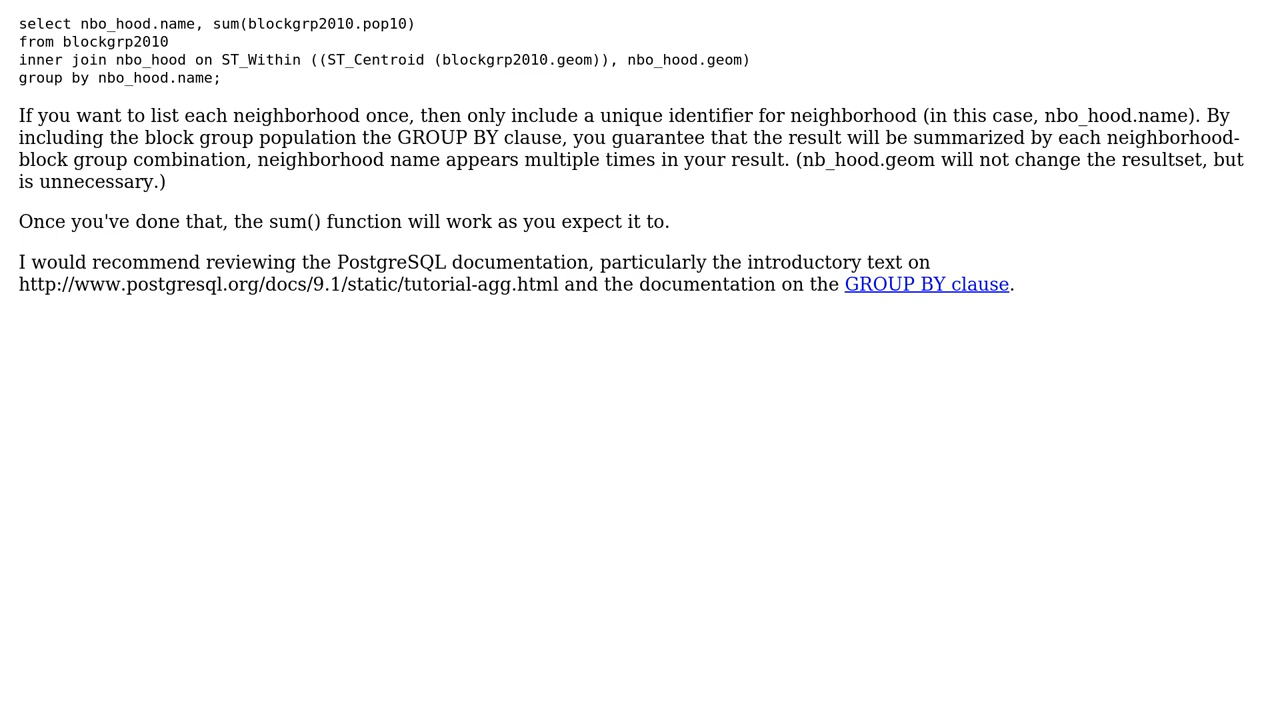 select nbo_hood.name, sum(blockgrp2010.pop10)
from blockgrp2010
inner join nbo_hood on ST_Within ((ST_Centroid (blockgrp2010.geom)), nbo_hood.geom)
group by nbo_hood.name;
If you want to list each neighborhood once, then only include a unique identifier for neighborhood (in this case, nbo_hood.name). By
including the block group population the GROUP BY clause, you guarantee that the result will be summarized by each neighborhood-
block group combination, neighborhood name appears multiple times in your result. (nb_hood.geom will not change the resultset, but
is unnecessary.)
Once you've done that, the sum() function will work as you expect it to.
I would recommend reviewing the PostgreSQL documentation, particularly the introductory text on
http://www.postgresql.org/docs/9.1/static/tutorial-agg.html and the documentation on the GROUP BY clause.